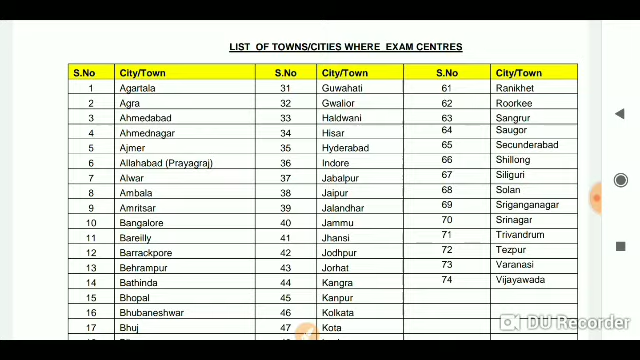 LIST OF TOWNS/CITIES WHERE EXAM CENTRES
S.No City/Town S.No City/Town S.No City/Town
1 Agartala 31 Guwahati 61 Ranikhet
2 Agra 32 Gwalior 62 Roorkee
3 Ahmedabad 33 Haldwani 63 Sangrur
4 Ahmednagar 34 Hisar 64 Saugor
5 Ajmer 35 Hyderabad 65 Secunderabad
6 Allahabad (Prayagraj) 36 Indore 66 Shillong
7 Alwar 37 Jabalpur 67 Siliguri
8 Ambala 38 Jaipur 68 Solan
9 Amritsar 39 Jalandhar 69 Sriganganagar
10 Bangalore 40 Jammu 70 Srinagar
11 Bareilly 41 Jhansi 71 Trivandrum
12 Barrackpore 42 Jodhpur 72 Tezpur
13 Behrampur 43 Jorhat 73 Varanasi
14 Bathinda 44 Kangra 74 Vijayawada
15 Bhopal 45 Kanpur
16 Bhubaneshwar 46 Kolkata
17 Bhuj 47 Kota
DU Recorder